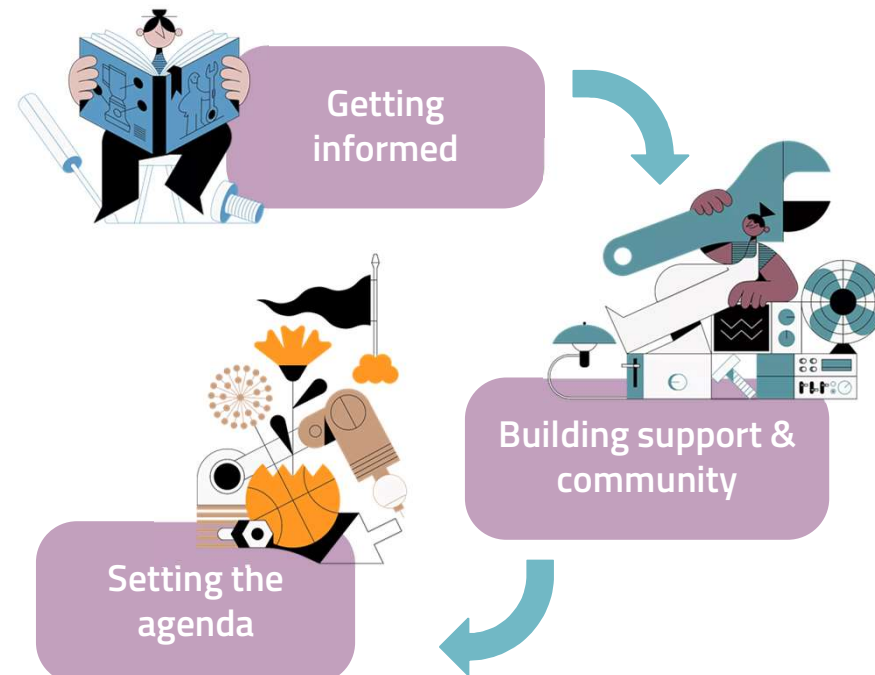 Getting
informed
Building support &
community
Setting the
agenda